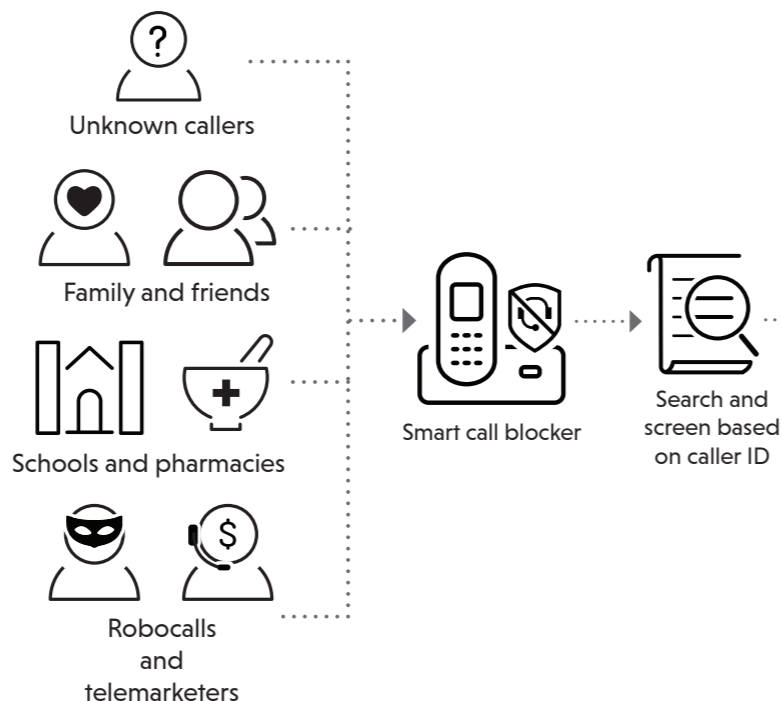 ?
Unknown callers
Family and friends
Schools and pharmacies
$
Robocalls
and
telemarketers
Smart call blocker
Search and
screen based
on caller ID